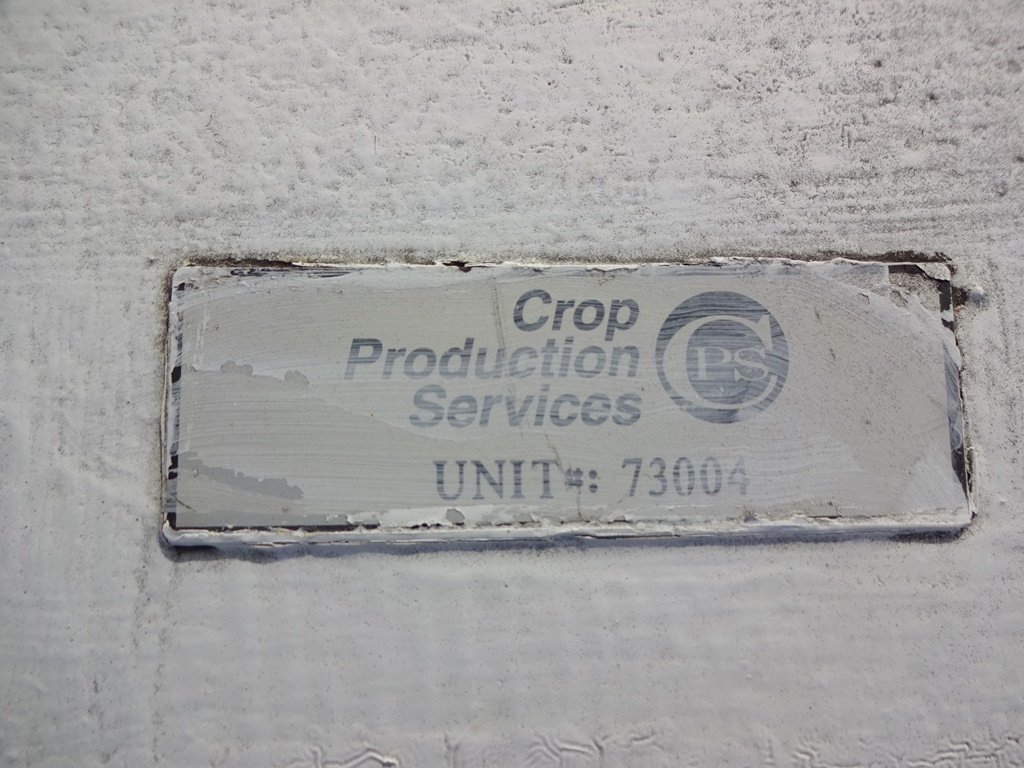 Crop
Production
Services
CPS
UNIT#: 73004